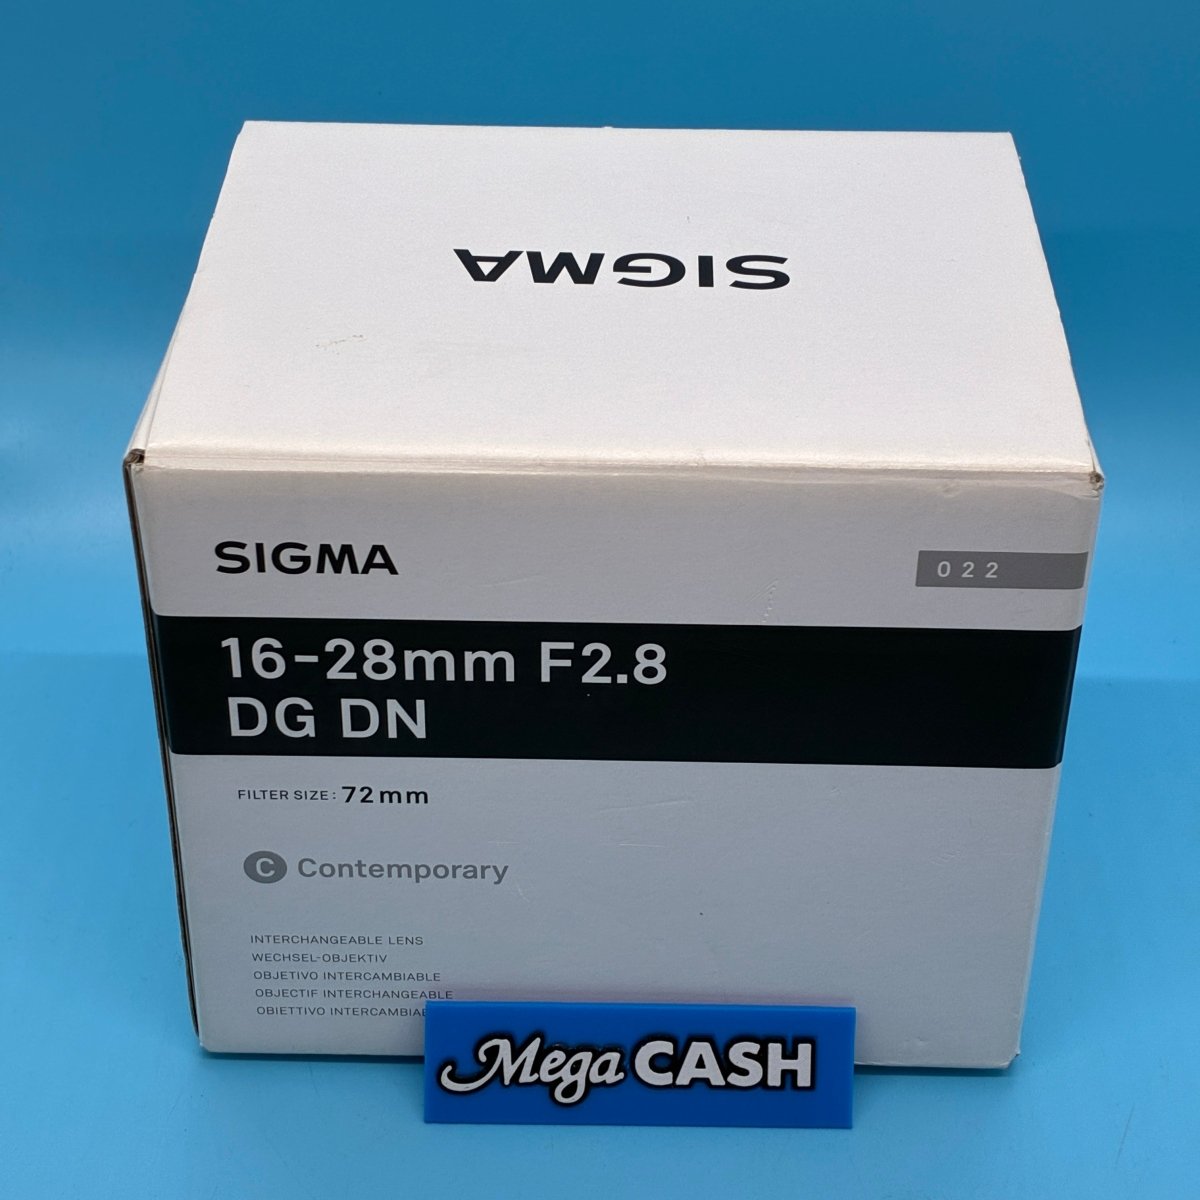 SIGMA
SIGMA
022
16-28mm F2.8
DG DN
FILTER SIZE: 72mm
C Contemporary
INTERCHANGEABLE LENS
WECHSEL-OBJEKTIV
OBJETIVO INTERCAMBIABLE
OBJECTIF INTERCHANGEABLE
OBIETTIVO
Mega CASH